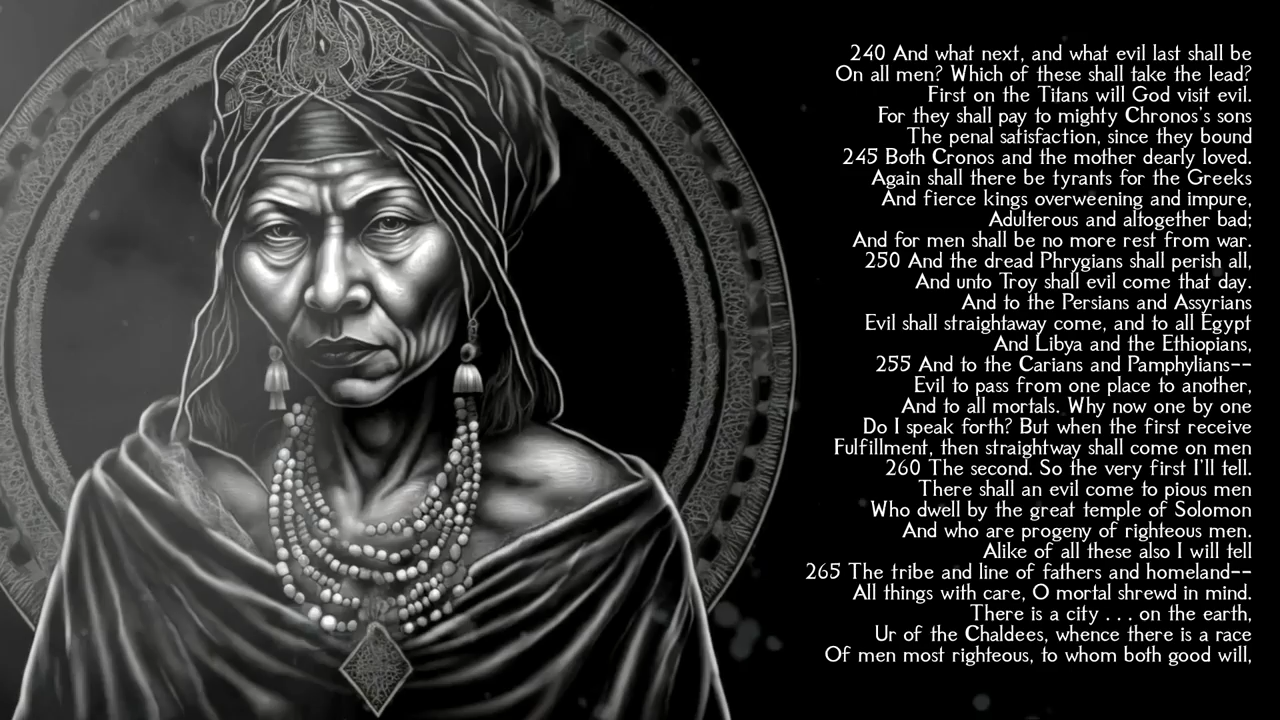 240 And what next, and what evil last shall be
On all men? Which of these shall take the lead?
First on the Titans will God visit evil.
For they shall pay to mighty Chronos's sons
The penal satisfaction, since they bound
245 Both Cronos and the mother dearly loved.
Again shall there be tyrants for the Greeks
And fierce kings overweening and impure,
Adulterous and altogether bad;
And for men shall be no more rest from war.
250 And the dread Phrygians shall perish all,
And unto Troy shall evil come that day.
And to the Persians and Assyrians
Evil shall straightaway come, and to all Egypt
And Libya and the Ethiopians,
255 And to the Carians and Pamphylians--
Evil to pass from one place to another,
And to all mortals. Why now one by one
Do I speak forth? But when the first receive
Fulfillment, then straightway shall come on men
260 The second. So the very first I'll tell.
There shall an evil come to pious men
Who dwell by the great temple of Solomon
And who are progeny of righteous men.
Alike of all these also I will tell
265 The tribe and line of fathers and homeland--
All things with care, O mortal shrewd in mind.
There is a city . . . on the earth,
Ur of the Chaldees, whence there is a race
Of men most righteous, to whom both good will,